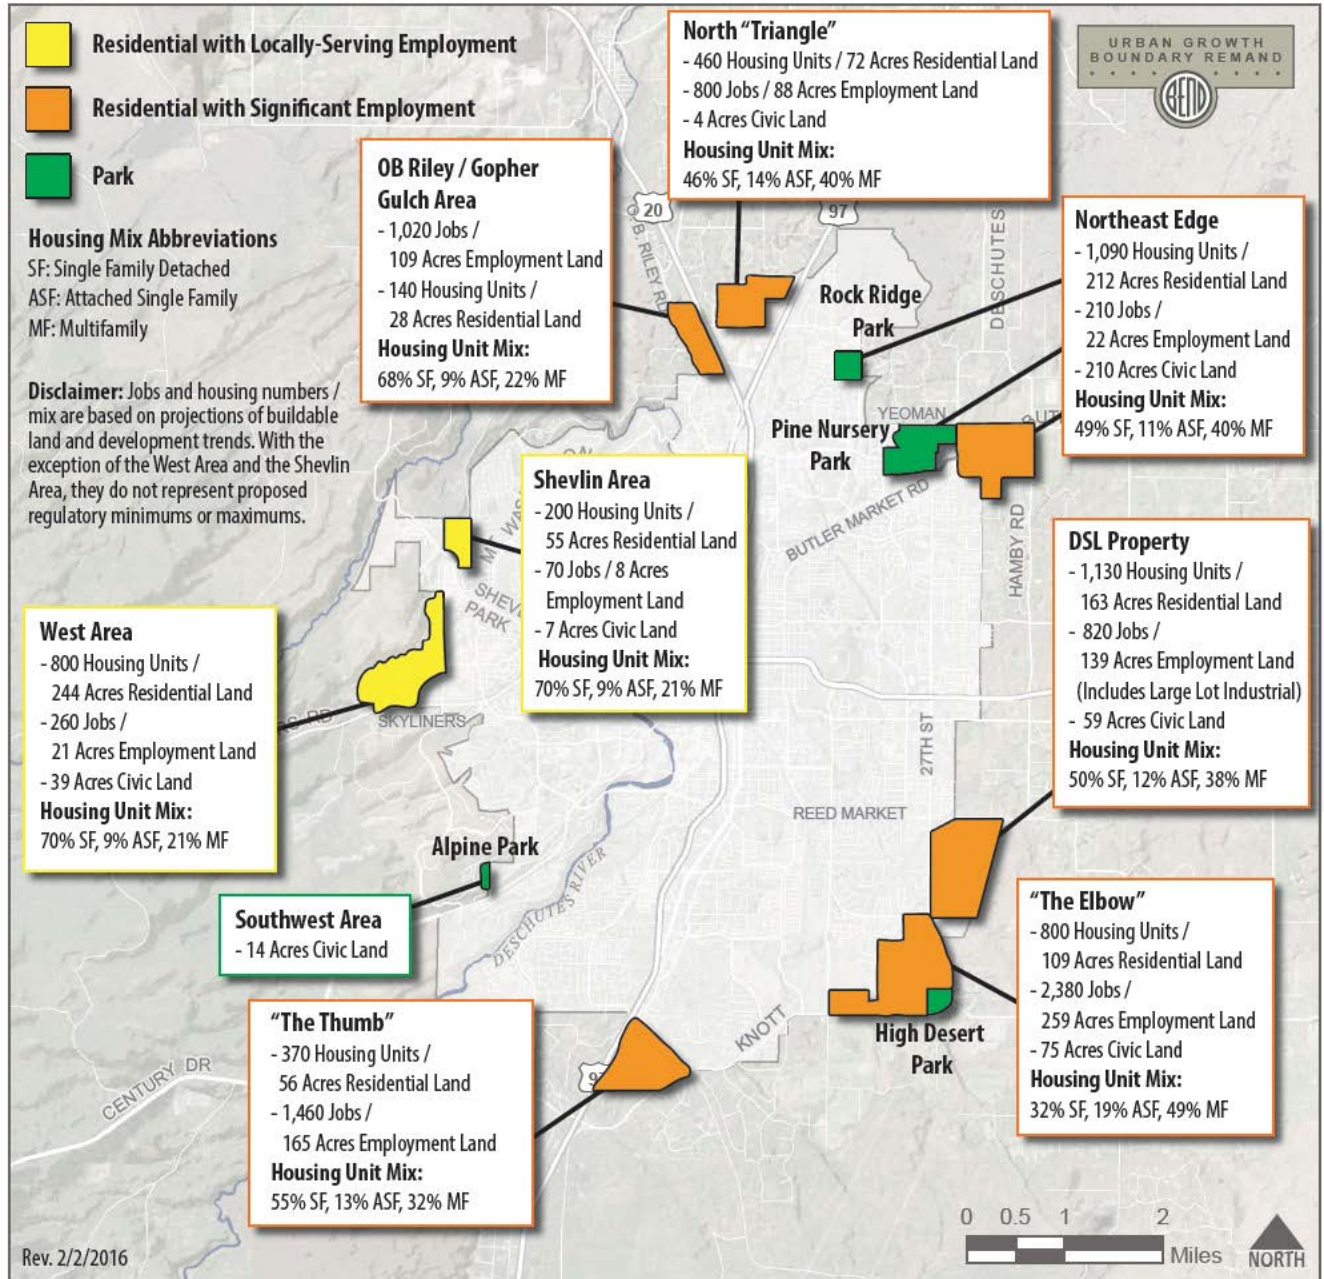 Residential with Locally-Serving Employment
Residential with Significant Employment
Park
Housing Mix Abbreviations
SF: Single Family Detached
ASF: Attached Single Family
MF: Multifamily
Disclaimer: Jobs and housing numbers /
mix are based on projections of buildable
land and development trends. With the
exception of the West Area and the Shevlin
Area, they do not represent proposed
regulatory minimums or maximums.
URBAN GROWTH
BOUNDARY REMAND
BEND
North “Triangle”
- 460 Housing Units / 72 Acres Residential Land
- 800 Jobs / 88 Acres Employment Land
- 4 Acres Civic Land
Housing Unit Mix:
46% SF, 14% ASF, 40% MF
OB Riley / Gopher
Gulch Area
- 1,020 Jobs /
109 Acres Employment Land
- 140 Housing Units /
28 Acres Residential Land
Housing Unit Mix:
68% SF, 9% ASF, 22% MF
Northeast Edge
- 1,090 Housing Units /
212 Acres Residential Land
- 210 Jobs /
22 Acres Employment Land
- 210 Acres Civic Land
Housing Unit Mix:
49% SF, 11% ASF, 40% MF
20
97
O.B. RILEY RD
DESCHUTES
Rock Ridge
Park
YEOMAN
Pine Nursery
Park
BUTLER MARKET RD
HAMBY RD
Shevlin Area
- 200 Housing Units /
55 Acres Residential Land
- 70 Jobs / 8 Acres
Employment Land
- 7 Acres Civic Land
Housing Unit Mix:
70% SF, 9% ASF, 21% MF
PARK
DSL Property
- 1,130 Housing Units /
163 Acres Residential Land
- 820 Jobs /
139 Acres Employment Land
(Includes Large Lot Industrial)
- 59 Acres Civic Land
Housing Unit Mix:
50% SF, 12% ASF, 38% MF
West Area
- 800 Housing Units /
244 Acres Residential Land
- 260 Jobs /
21 Acres Employment Land
- 39 Acres Civic Land
Housing Unit Mix:
70% SF, 9% ASF, 21% MF
RD
SKYLINERS
27TH ST
REED MARKET
Alpine Park
DESCHUTES RIVER
Southwest Area
- 14 Acres Civic Land
“The Elbow”
- 800 Housing Units /
109 Acres Residential Land
- 2,380 Jobs /
259 Acres Employment Land
- 75 Acres Civic Land
Housing Unit Mix:
32% SF, 19% ASF, 49% MF
High Desert
Park
KNOTT
“The Thumb”
- 370 Housing Units /
56 Acres Residential Land
- 1,460 Jobs /
165 Acres Employment Land
Housing Unit Mix:
55% SF, 13% ASF, 32% MF
CENTURY DR
0 0.5 1 2
Miles
NORTH
Rev. 2/2/2016